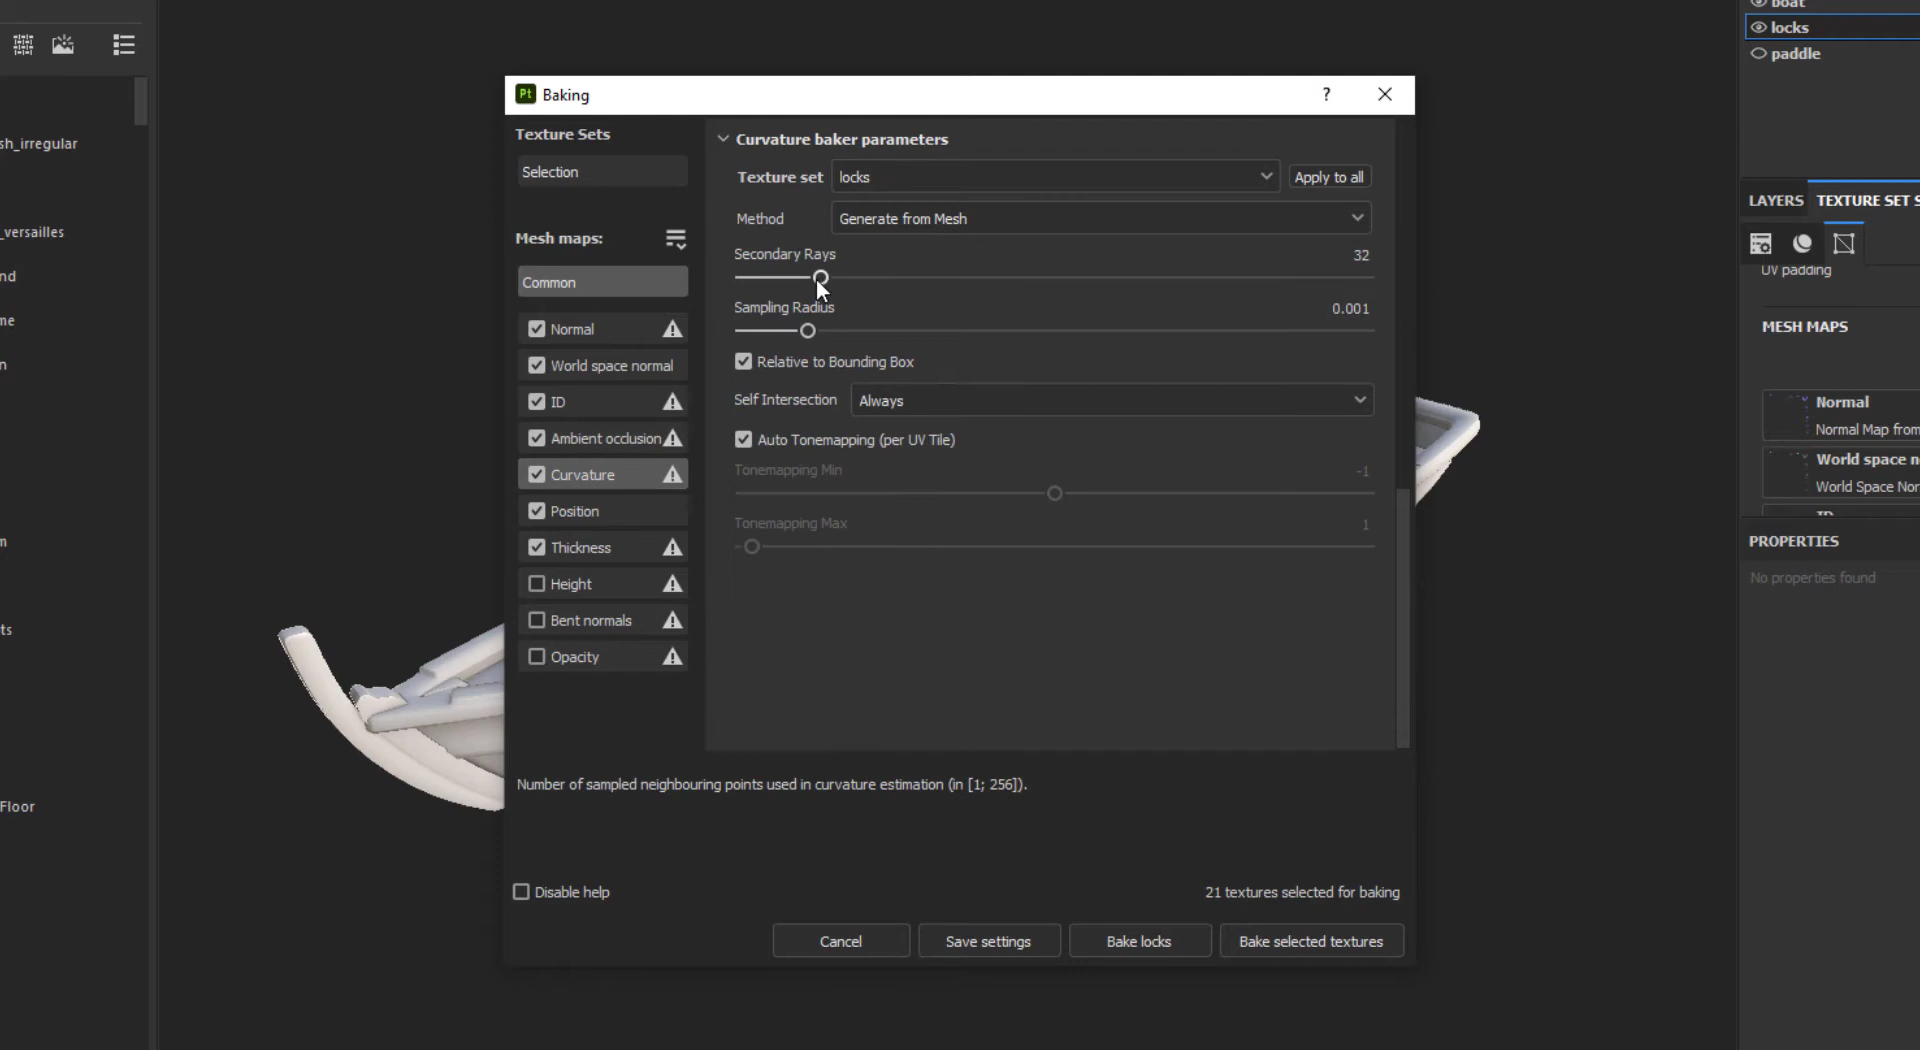 boat
locks
paddle
Pt Baking ?
Texture Sets
Selection
Mesh maps:
Common
Normal
World space normal
ID
Ambient occlusion
Curvature
Position
Thickness
Height
Bent normals
Opacity
Curvature baker parameters
Texture set locks Apply to all
Method Generate from Mesh
Secondary Rays 32
Sampling Radius 0.001
Relative to Bounding Box
Self Intersection Always
Auto Tonemapping (per UV Tile)
Tonemapping Min -1
Tonemapping Max 1
Number of sampled neighbouring points used in curvature estimation (in [1; 256]).
Disable help
21 textures selected for baking
Cancel Save settings Bake locks Bake selected textures
sh_irregular
_versailles
nd
me
n
m
ts
Floor
LAYERS TEXTURE SET S
UV padding
MESH MAPS
Normal
Normal Map from
World space n
World Space Nor
ID
PROPERTIES
No properties found